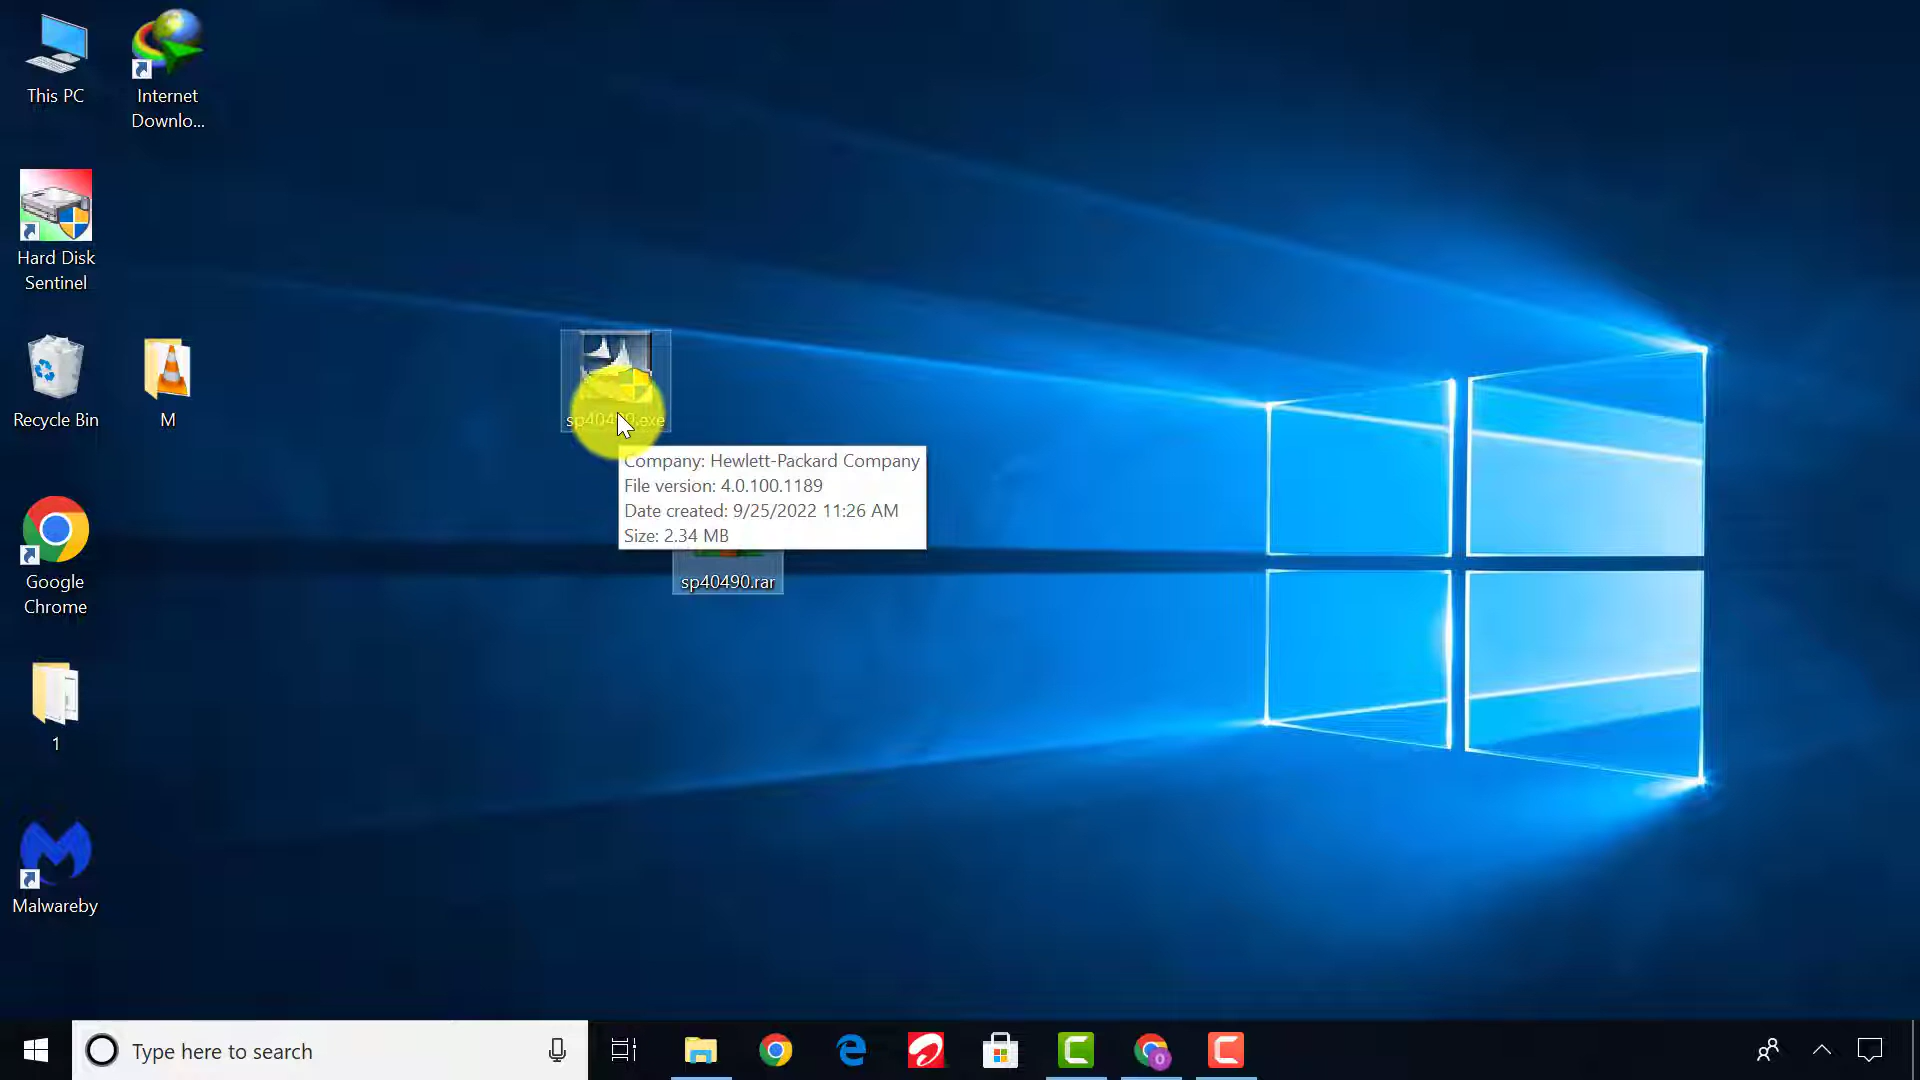 This PC
Internet
Downlo...
Hard Disk
Sentinel
Recycle Bin
M
sp40490.exe
Company: Hewlett-Packard Company
File version: 4.0.100.1189
Date created: 9/25/2022 11:26 AM
Size: 2.34 MB
sp40490.rar
Google
Chrome
1
Malwareby
Type here to search